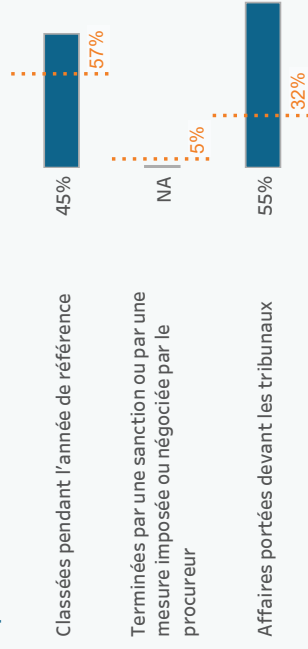 Classées pendant l'année de référence
45%
57%
Terminées par une sanction ou par une
mesure imposée ou négociée par le
procureur
NA
5%
Affaires portées devant les tribunaux
55%
32%